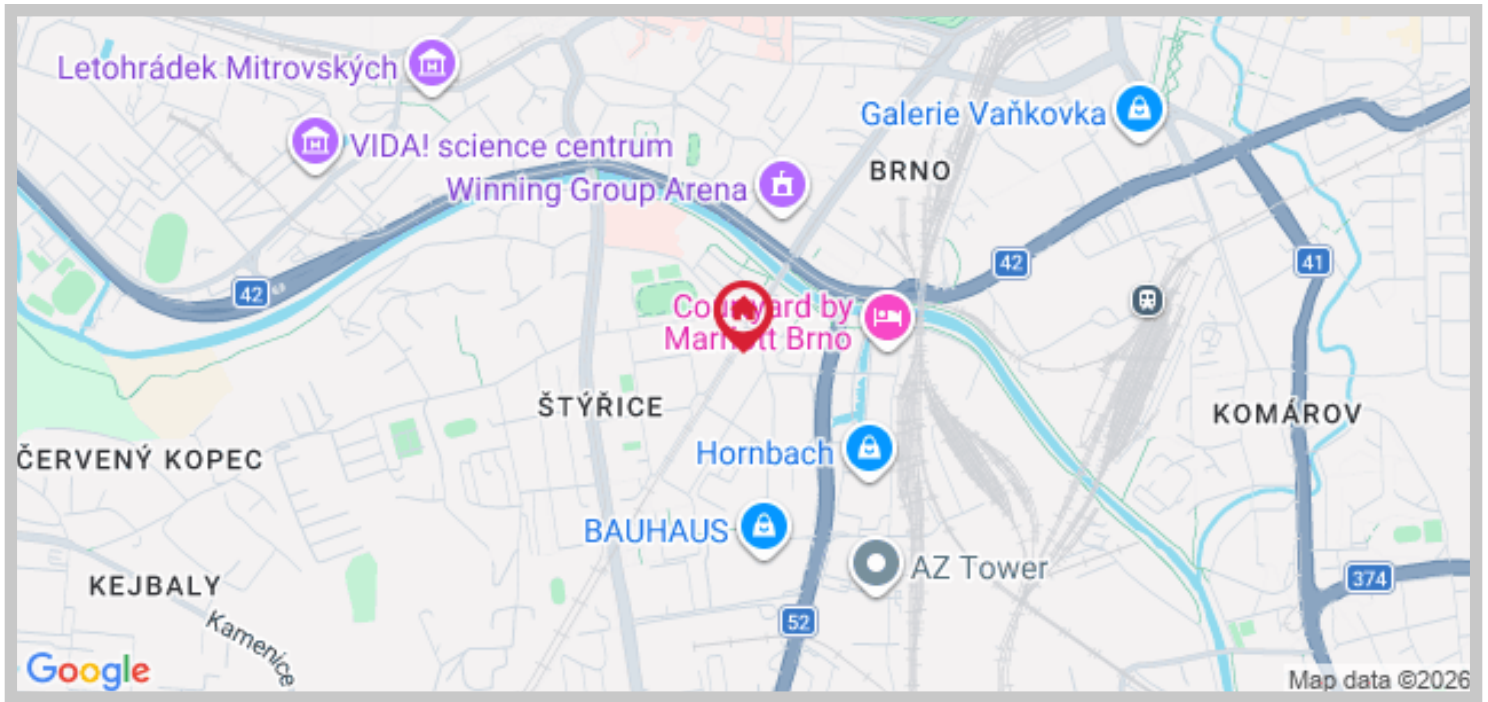 Letohrádek Mitrovských
Galerie Vaňkovka
VIDA! science centrum
BRNO
Winning Group Arena
42
41
42
Courtyard by
Marriott Brno
ŠTÝŘICE
KOMÁROV
ČERVENÝ KOPEC
Hornbach
BAUHAUS
AZ Tower
KEJBALY
374
Kamenice
52
Google
Map data ©2026